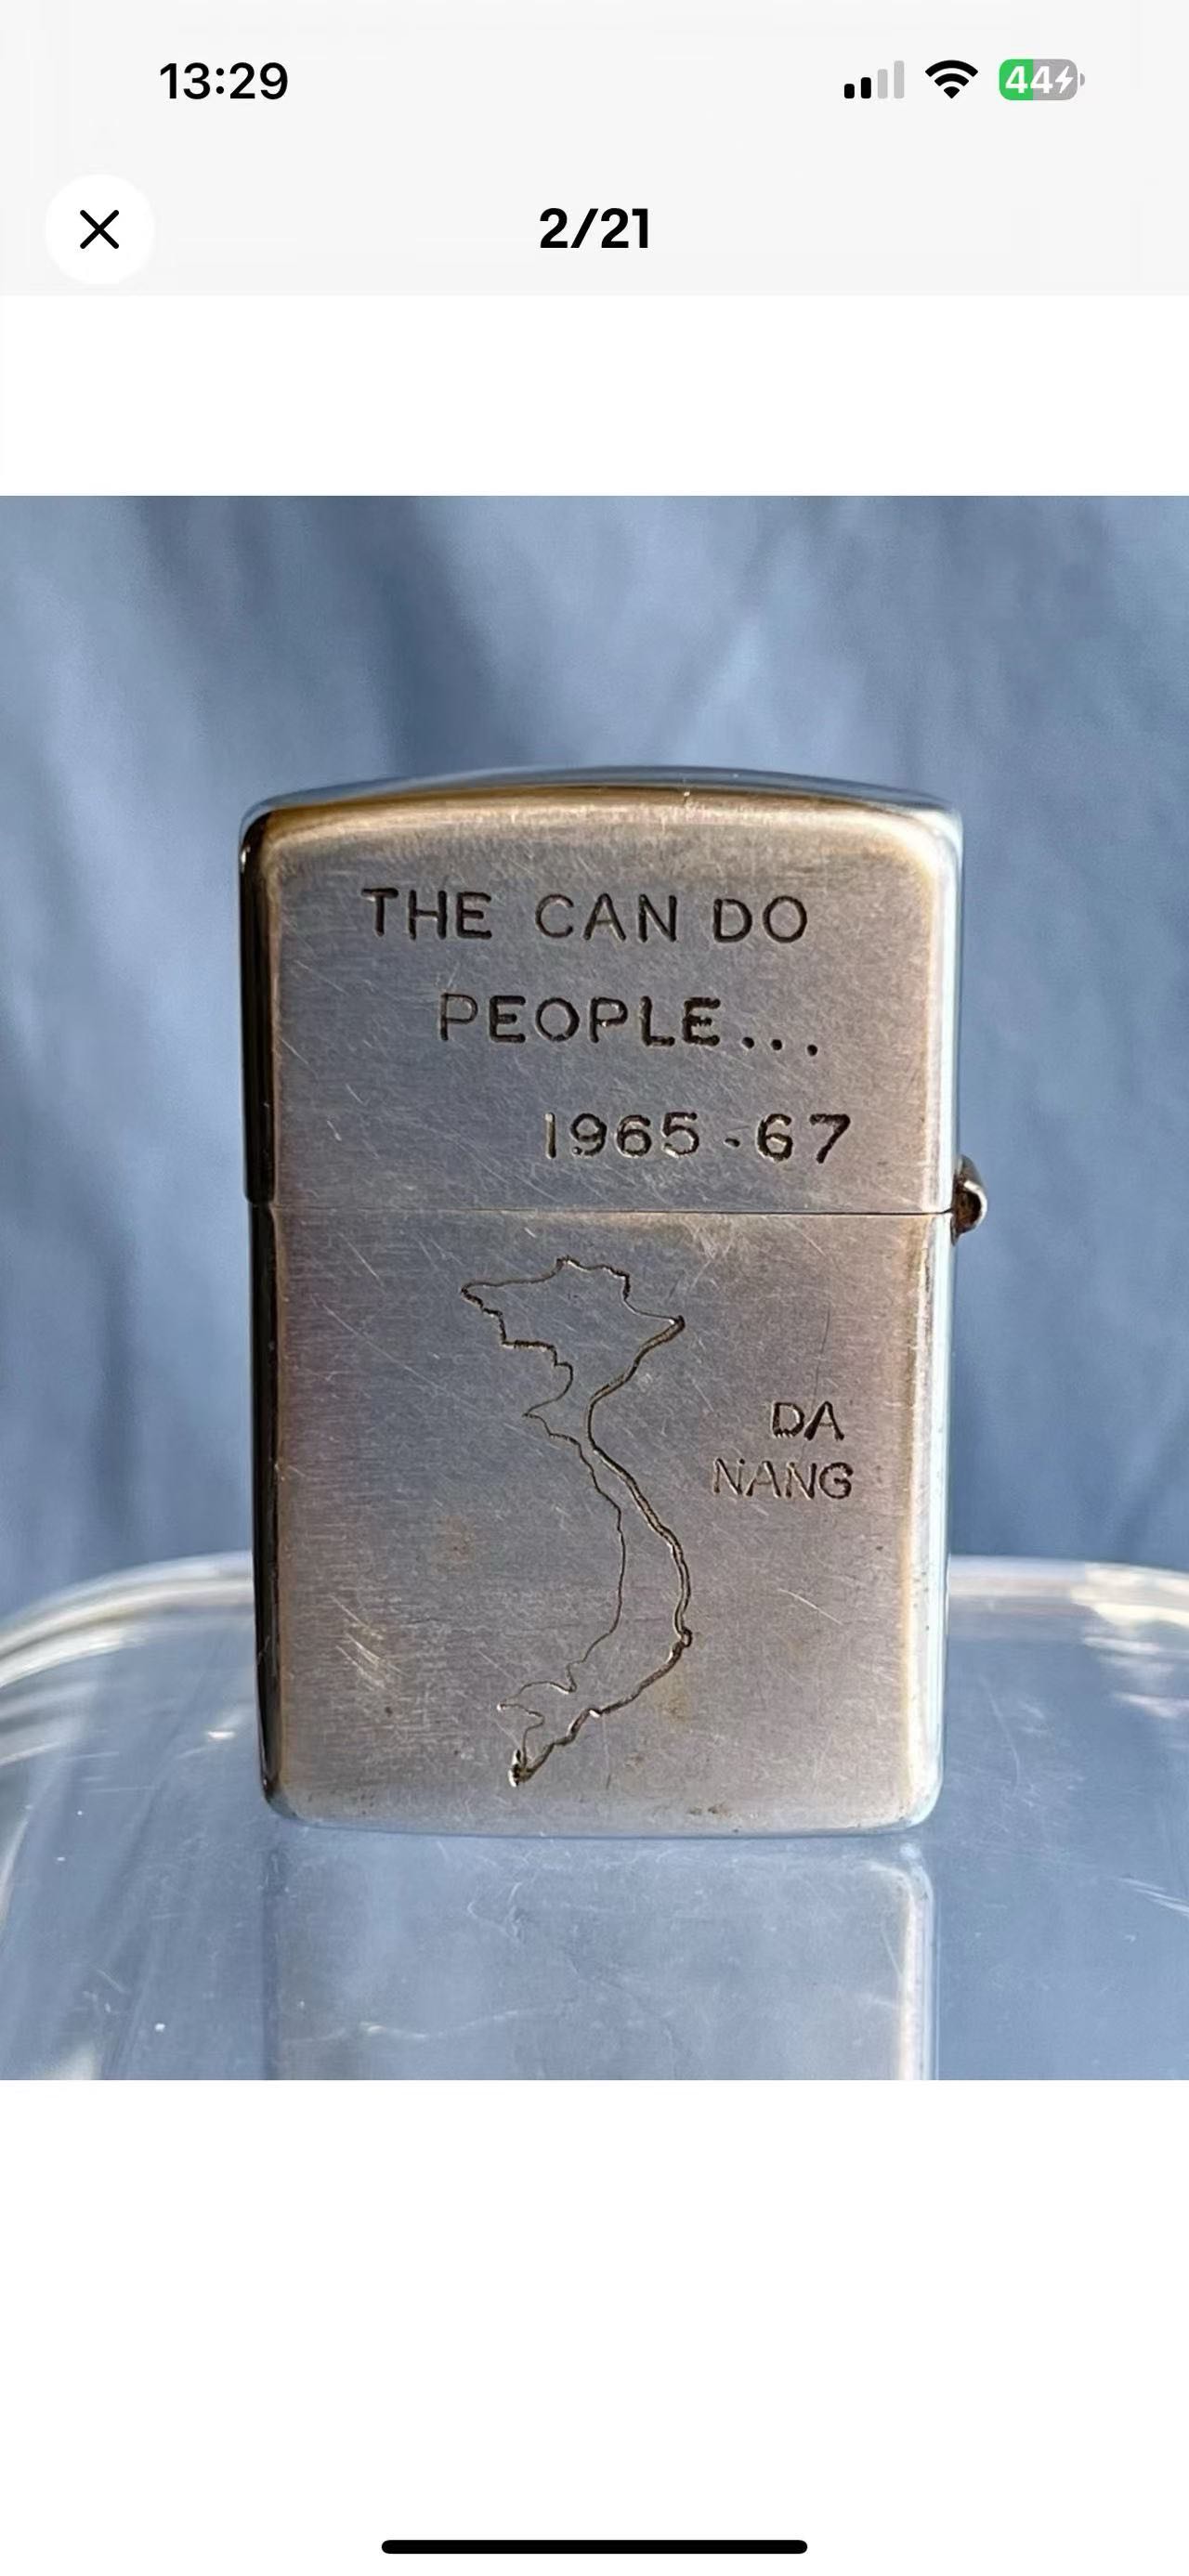 13:29
44
2/21
THE CAN DO
PEOPLE...
1965-67
DA
NANG